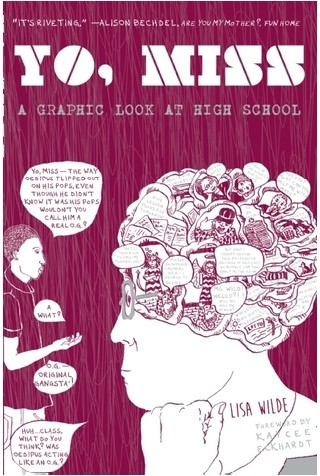 "IT'S RIVETING." —ALISON BECHDEL, ARE YOU MY MOTHER?, FUN HOME
YO, MISS
A GRAPHIC LOOK AT HIGH SCHOOL
YO, MISS — THE WAY
OEDIPUS FLIPPED OUT
ON HIS POPS, EVEN
THOUGH HE DIDN'T
KNOW IT WAS HIS POPS
WOULDN'T YOU
CALL HIM A
REAL O.G.?
A
WHAT?
O.G. —
ORIGINAL
GANGSTA!
HUH... CLASS,
WHAT DO YOU
THINK? WAS
OEDIPUS ACTING
LIKE AN O.G.?
LISA WILDE
FOREWORD BY
KAYCEE
ECKHARDT